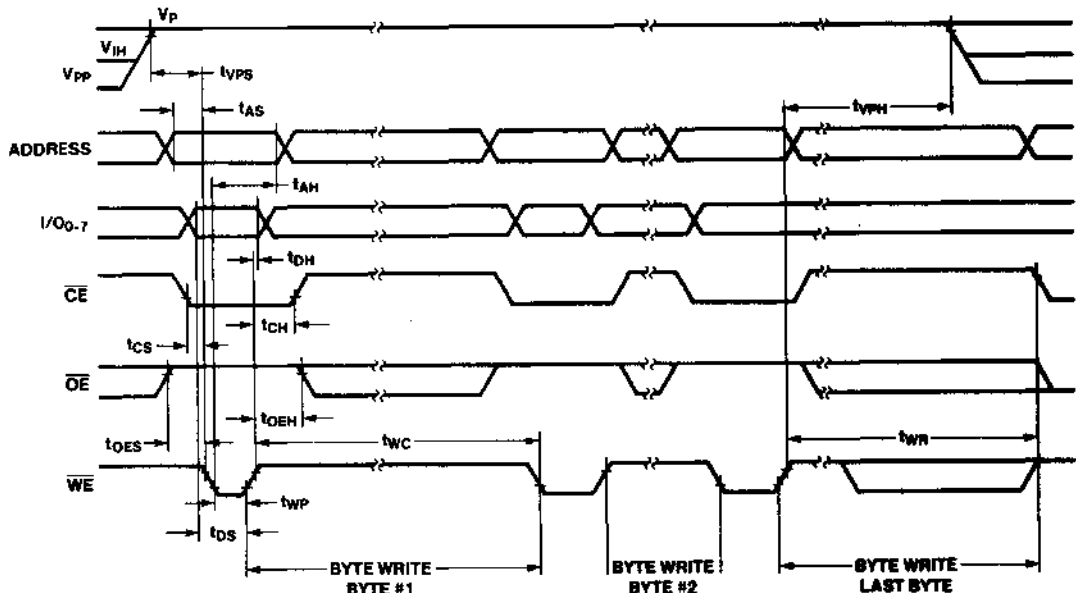 VP
VIH
VPP
tVPS
tVPH
tAS
ADDRESS
tAH
I/O0-7
tDH
CE
tCH
tCS
OE
tOEH
tOES
tWC
tWR
WE
tWP
tDS
BYTE WRITE BYTE #1
BYTE WRITE BYTE #2
BYTE WRITE LAST BYTE